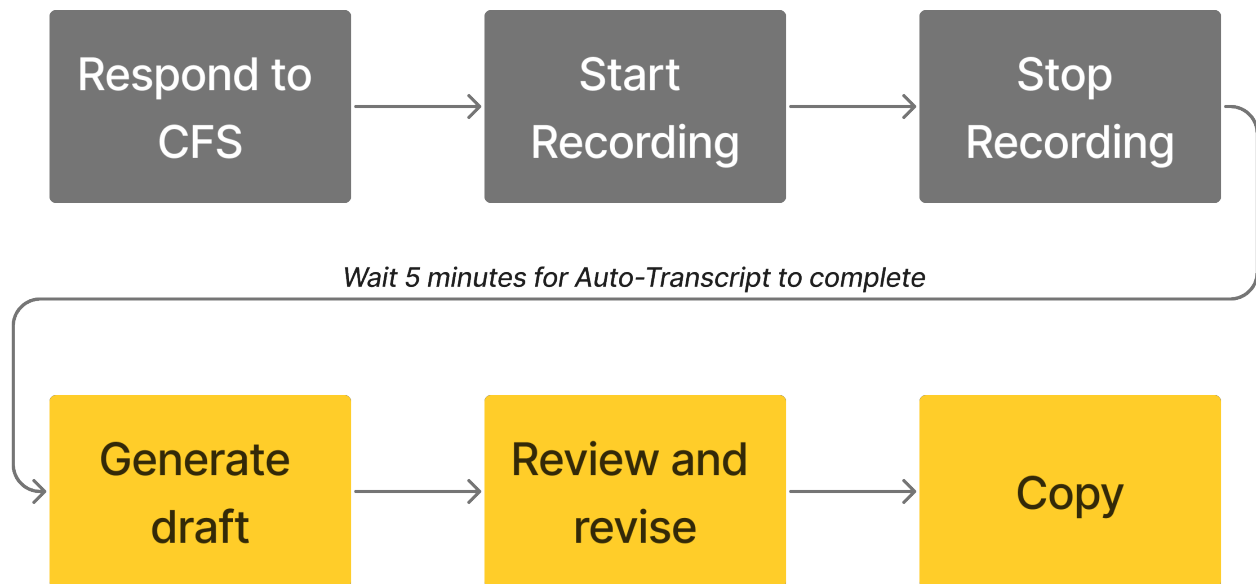 Respond to
CFS
Start
Recording
Stop
Recording
Wait 5 minutes for Auto-Transcript to complete
Generate
draft
Review and
revise
Copy